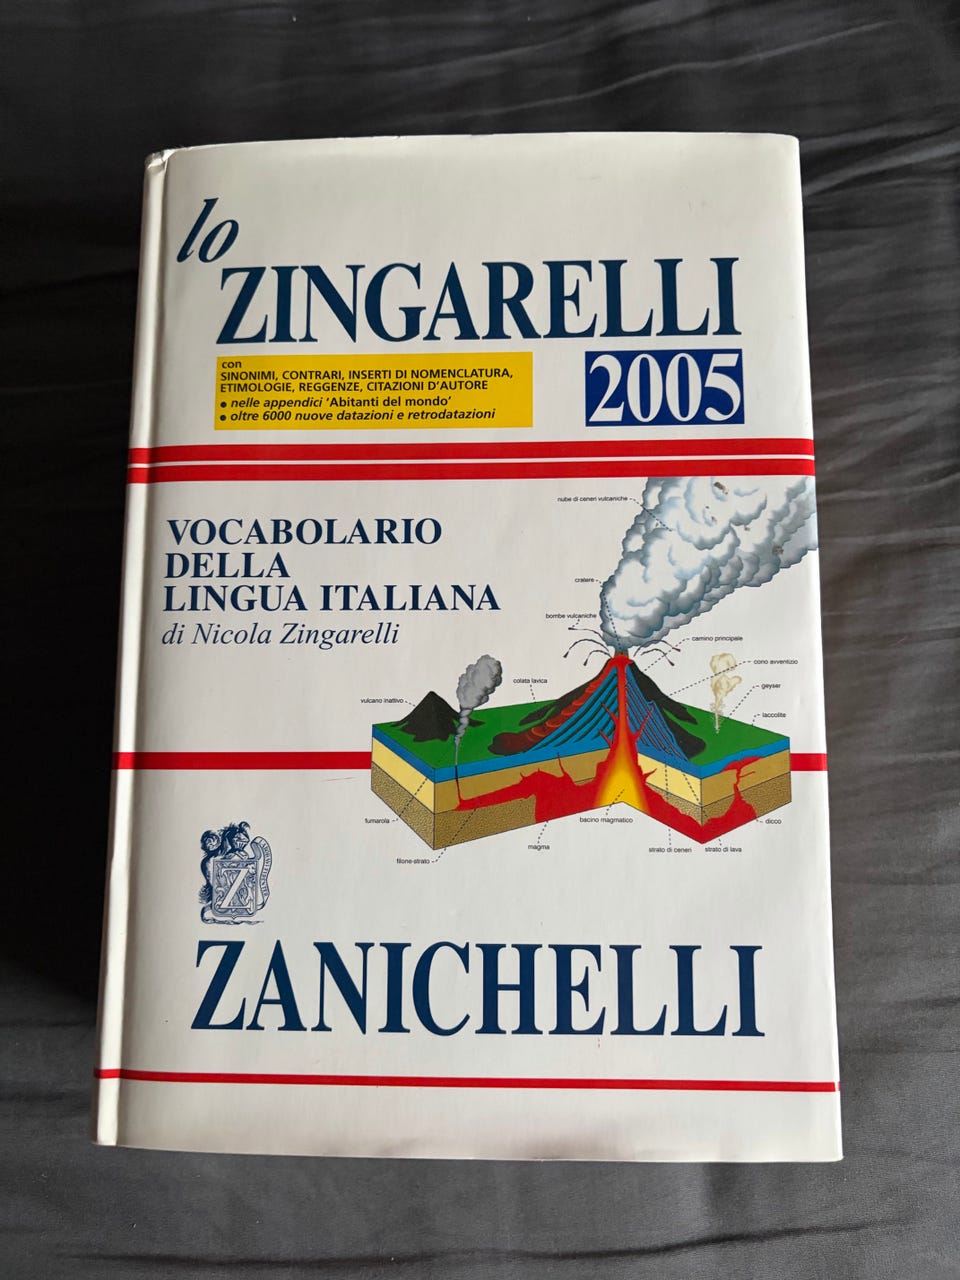 lo
ZINGARELLI
2005
con
SINONIMI, CONTRARI, INSERTI DI NOMENCLATURA,
ETIMOLOGIE, REGGENZE, CITAZIONI D'AUTORE
• nelle appendici 'Abitanti del mondo'
• oltre 6000 nuove datazioni e retrodatazioni
VOCABOLARIO
DELLA
LINGUA ITALIANA
di Nicola Zingarelli
nube di ceneri vulcaniche
cratere
bombe vulcaniche
camino principale
cono avventizio
colata lavica
geyser
vulcano inattivo
laccolite
fumarola
bacino magmatico
dicco
magma
strato di ceneri
strato di lava
filone-strato
Z
ZANICHELLI